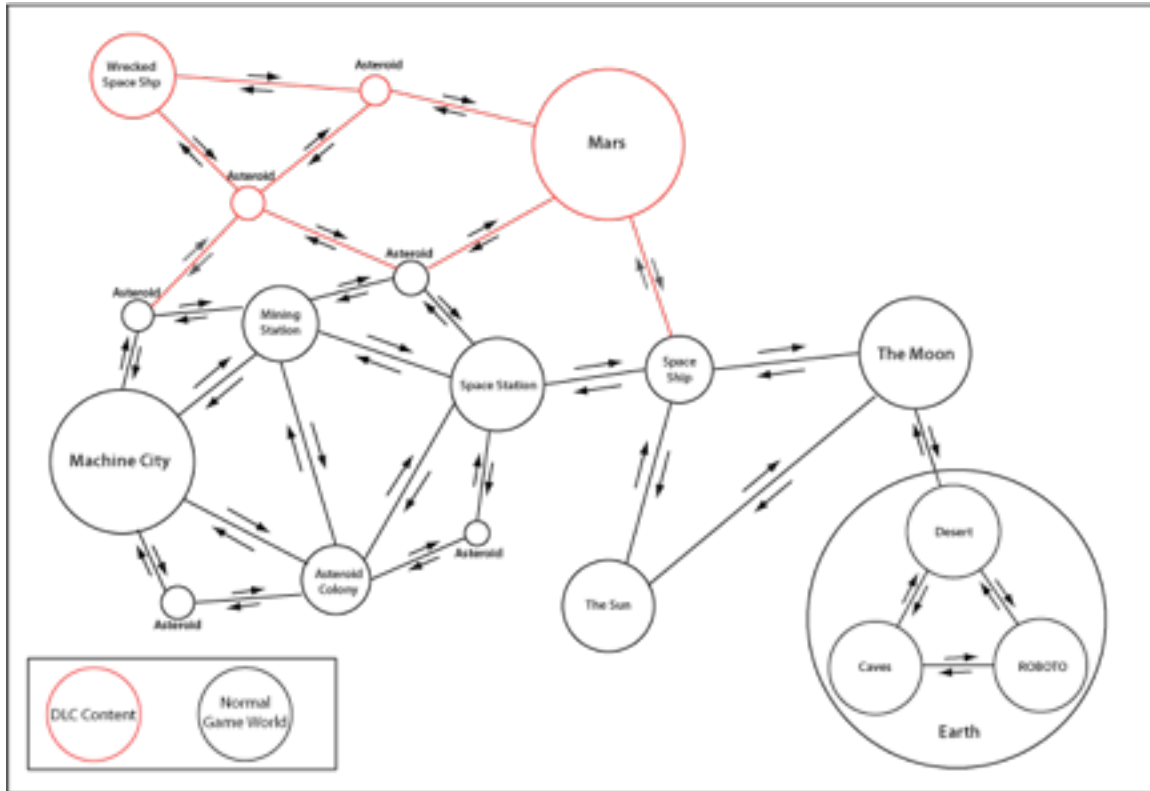 Wrecked
Space Shp
Asteroid
Mars
Asteroid
Asteroid
Asteroid
Mining
Station
The Moon
Space Station
Space
Ship
Machine City
Desert
Asteroid
Asteroid
Colony
Asteroid
The Sun
Caves
ROBOTO
Earth
DLC Content
Normal
Game World